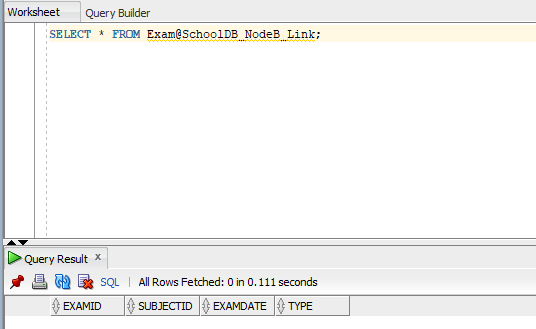 Worksheet Query Builder
SELECT * FROM Exam@SchoolDB_NodeB_Link;
Query Result x
SQL | All Rows Fetched: 0 in 0.111 seconds
EXAMID SUBJECTID EXAMDATE TYPE